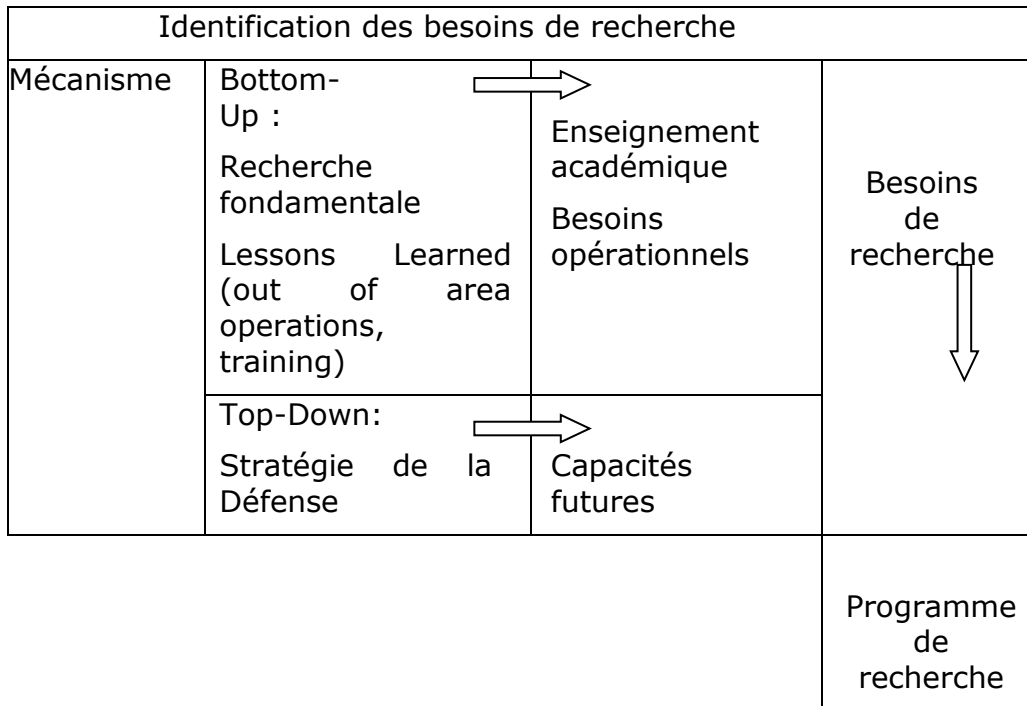 Identification des besoins de recherche
Mécanisme
Bottom-
Up :
Recherche
fondamentale
Lessons Learned
(out of area
operations,
training)
Enseignement
académique
Besoins
opérationnels
Besoins
de
recherche
Top-Down:
Stratégie de la
Défense
Capacités
futures
Programme
de
recherche